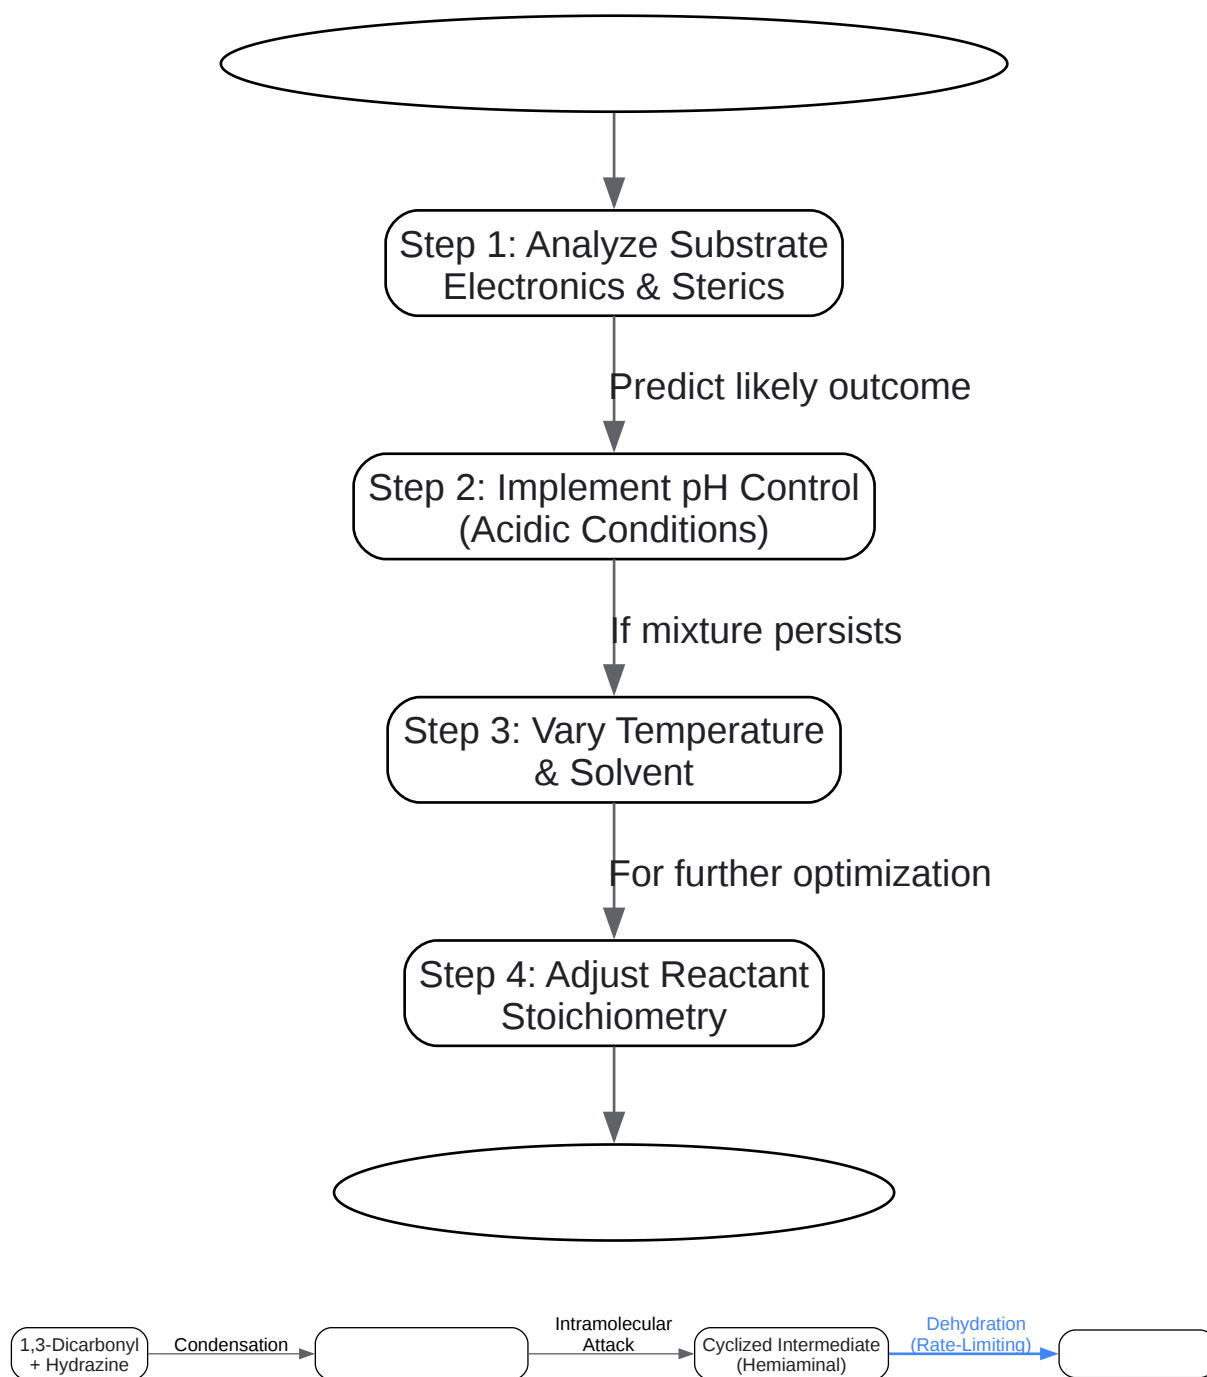 Step 1: Analyze Substrate
Electronics & Sterics
Predict likely outcome
Step 2: Implement pH Control
(Acidic Conditions)
If mixture persists
Step 3: Vary Temperature
& Solvent
For further optimization
Step 4: Adjust Reactant
Stoichiometry
1,3-Dicarbonyl
+ Hydrazine
Condensation
Intramolecular
Attack
Cyclized Intermediate
(Hemiaminal)
Dehydration
(Rate-Limiting)